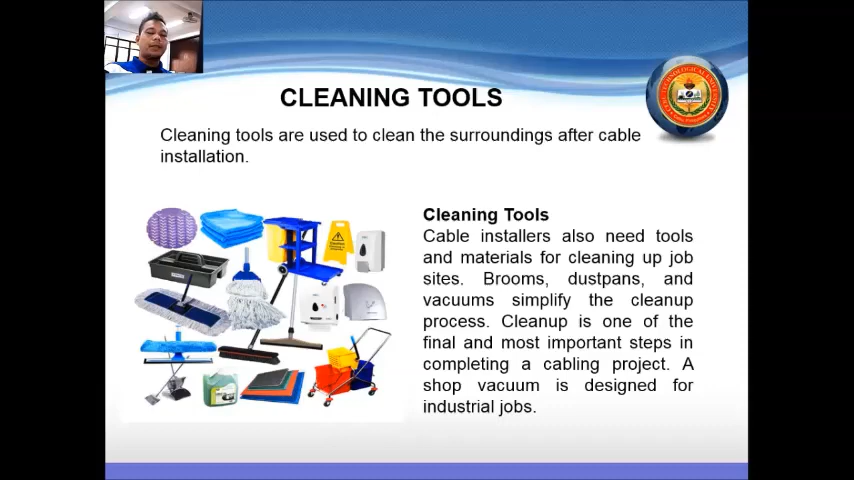 CLEANING TOOLS
Cleaning tools are used to clean the surroundings after cable
installation.
Cleaning Tools
Cable installers also need tools
and materials for cleaning up job
sites. Brooms, dustpans, and
vacuums simplify the cleanup
process. Cleanup is one of the
final and most important steps in
completing a cabling project. A
shop vacuum is designed for
industrial jobs.